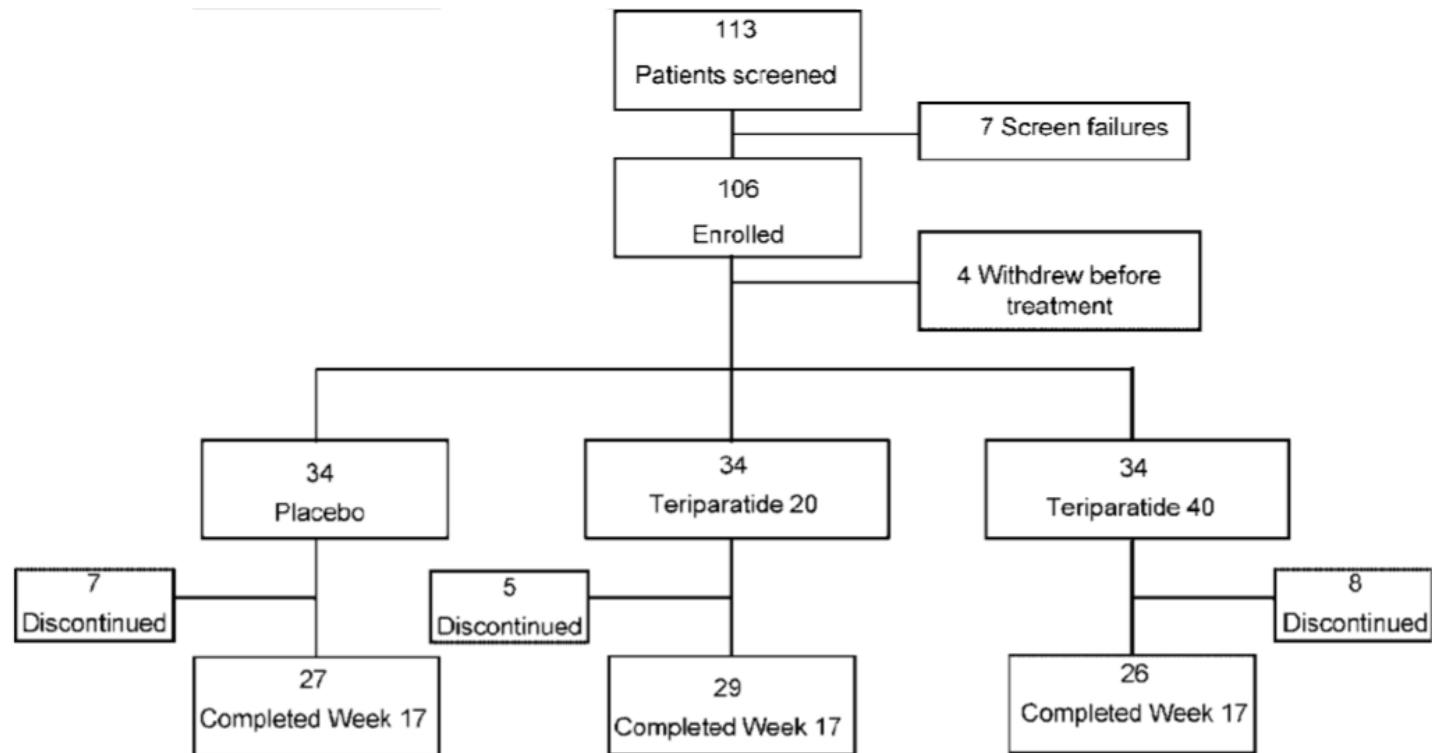 113
Patients screened
7 Screen failures
106
Enrolled
4 Withdrew before
treatment
34
Placebo
34
Teriparatide 20
34
Teriparatide 40
7
Discontinued
5
Discontinued
8
Discontinued
27
Completed Week 17
29
Completed Week 17
26
Completed Week 17